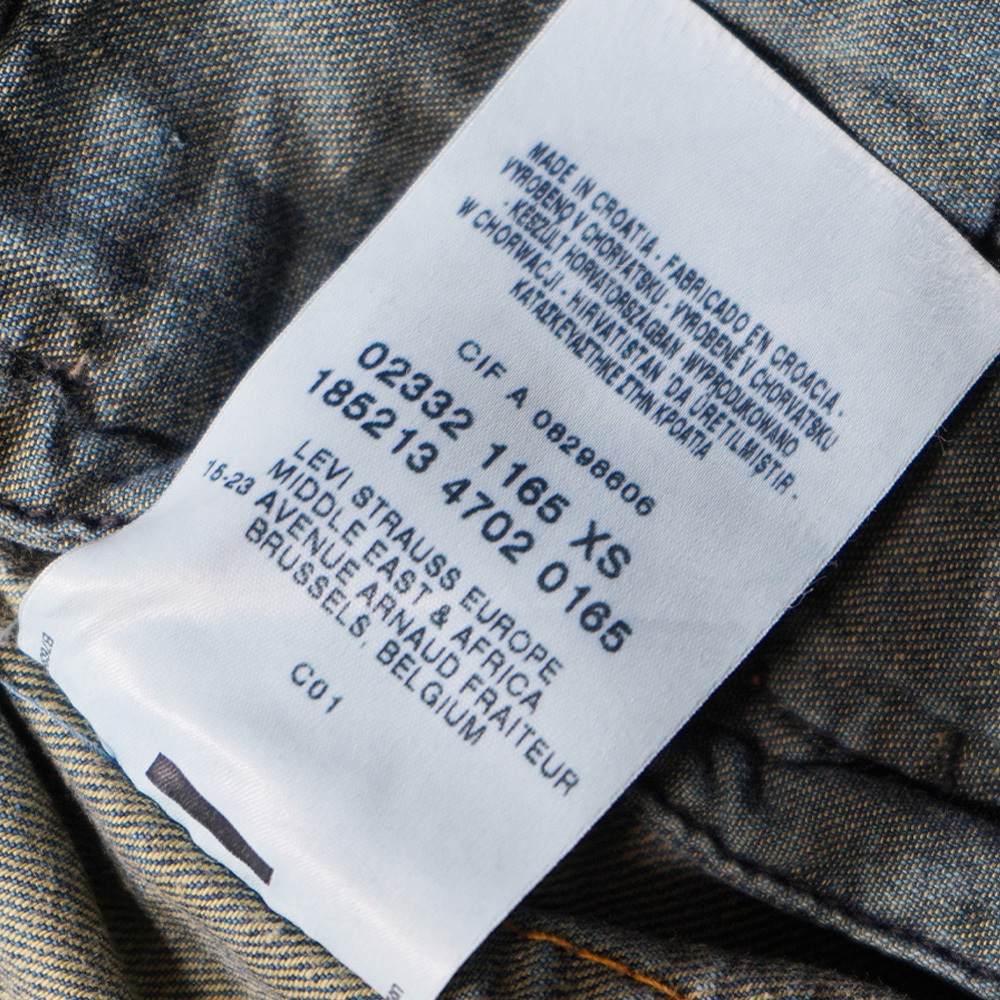 MADE IN CROATIA · FABRICADO EN CROACIA ·
VYROBENO V CHORVATSKU · VYROBENÉ V CHORVATSKU
· KÉSZÜLT HORVÁTORSZÁGBAN · WYPRODUKOWANO
W CHORWACJI · HIRVATISTAN 'DA ÜRETILMISTIR ·
ΚΑΤΑΣΚΕΥΑΣΤΗΚΕ ΣΤΗΝ ΚΡΟΑΤΙΑ
CIF A 08298606
02332 1165 XS
185213 4702 0165
LEVI STRAUSS EUROPE
MIDDLE EAST & AFRICA
15-23 AVENUE ARNAUD FRAITEUR
BRUSSELS, BELGIUM
C01